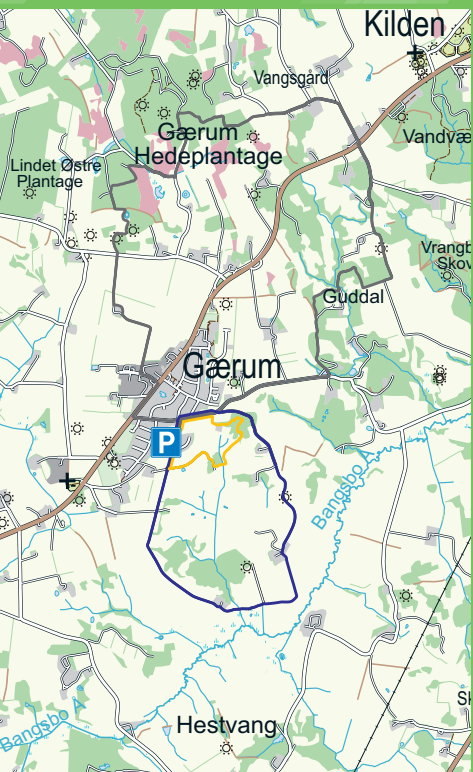 Kilden
Vangsgård
Gærum
Hedeplantage
Vandvæ
Lindet Østre
Plantage
Vrangb
Skov
Guddal
Gærum
P
Bangsbo Å
Hestvang
Bangsbo Å
Sk